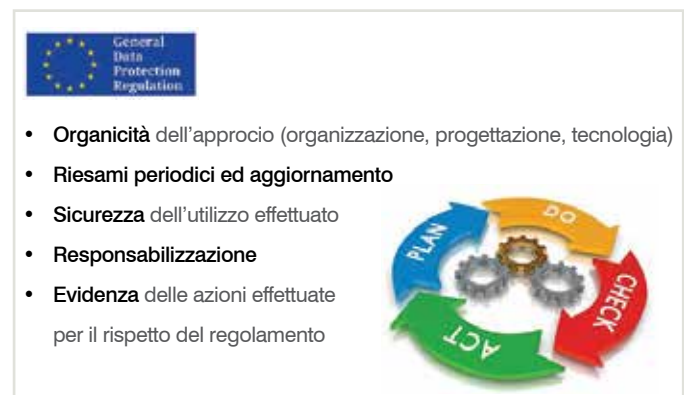 General
Data
Protection
Regulation
• Organicità dell'approcio (organizzazione, progettazione, tecnologia)
• Riesami periodici ed aggiornamento
• Sicurezza dell'utilizzo effettuato
• Responsabilizzazione
• Evidenza delle azioni effettuate
per il rispetto del regolamento
PLAN
DO
CHECK
ACT